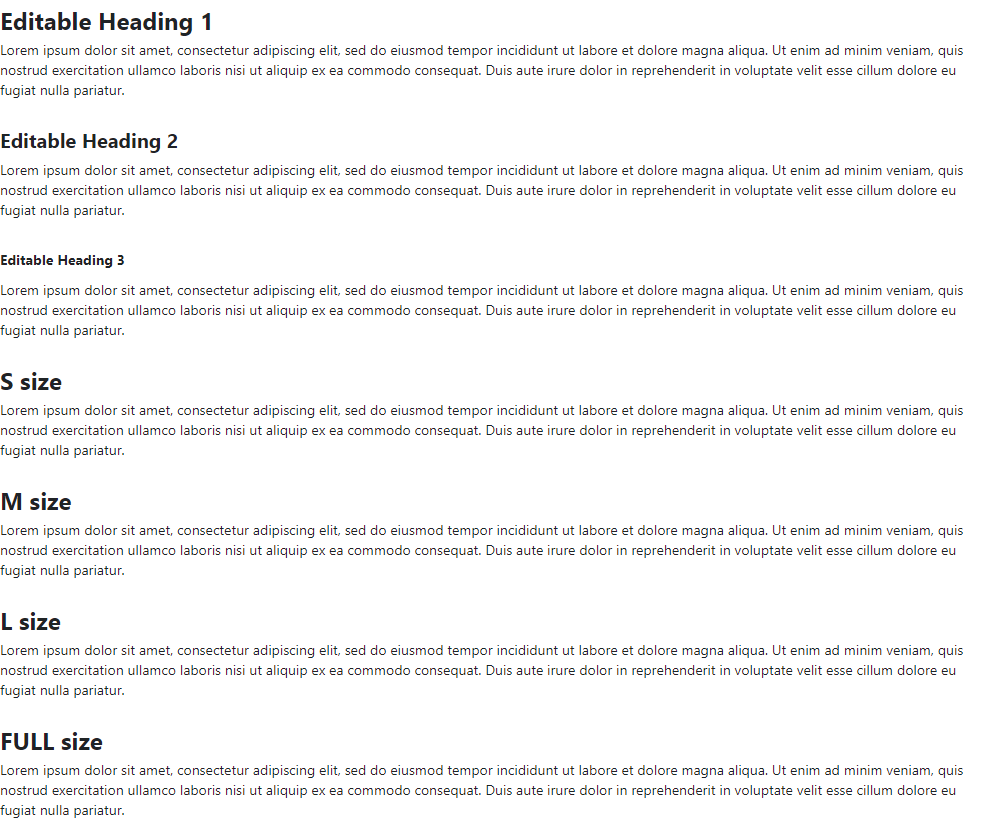 Editable Heading 1
Lorem ipsum dolor sit amet, consectetur adipiscing elit, sed do eiusmod tempor incididunt ut labore et dolore magna aliqua. Ut enim ad minim veniam, quis
nostrud exercitation ullamco laboris nisi ut aliquip ex ea commodo consequat. Duis aute irure dolor in reprehenderit in voluptate velit esse cillum dolore eu
fugiat nulla pariatur.
Editable Heading 2
Lorem ipsum dolor sit amet, consectetur adipiscing elit, sed do eiusmod tempor incididunt ut labore et dolore magna aliqua. Ut enim ad minim veniam, quis
nostrud exercitation ullamco laboris nisi ut aliquip ex ea commodo consequat. Duis aute irure dolor in reprehenderit in voluptate velit esse cillum dolore eu
fugiat nulla pariatur.
Editable Heading 3
Lorem ipsum dolor sit amet, consectetur adipiscing elit, sed do eiusmod tempor incididunt ut labore et dolore magna aliqua. Ut enim ad minim veniam, quis
nostrud exercitation ullamco laboris nisi ut aliquip ex ea commodo consequat. Duis aute irure dolor in reprehenderit in voluptate velit esse cillum dolore eu
fugiat nulla pariatur.
S size
Lorem ipsum dolor sit amet, consectetur adipiscing elit, sed do eiusmod tempor incididunt ut labore et dolore magna aliqua. Ut enim ad minim veniam, quis
nostrud exercitation ullamco laboris nisi ut aliquip ex ea commodo consequat. Duis aute irure dolor in reprehenderit in voluptate velit esse cillum dolore eu
fugiat nulla pariatur.
M size
Lorem ipsum dolor sit amet, consectetur adipiscing elit, sed do eiusmod tempor incididunt ut labore et dolore magna aliqua. Ut enim ad minim veniam, quis
nostrud exercitation ullamco laboris nisi ut aliquip ex ea commodo consequat. Duis aute irure dolor in reprehenderit in voluptate velit esse cillum dolore eu
fugiat nulla pariatur.
L size
Lorem ipsum dolor sit amet, consectetur adipiscing elit, sed do eiusmod tempor incididunt ut labore et dolore magna aliqua. Ut enim ad minim veniam, quis
nostrud exercitation ullamco laboris nisi ut aliquip ex ea commodo consequat. Duis aute irure dolor in reprehenderit in voluptate velit esse cillum dolore eu
fugiat nulla pariatur.
FULL size
Lorem ipsum dolor sit amet, consectetur adipiscing elit, sed do eiusmod tempor incididunt ut labore et dolore magna aliqua. Ut enim ad minim veniam, quis
nostrud exercitation ullamco laboris nisi ut aliquip ex ea commodo consequat. Duis aute irure dolor in reprehenderit in voluptate velit esse cillum dolore eu
fugiat nulla pariatur.